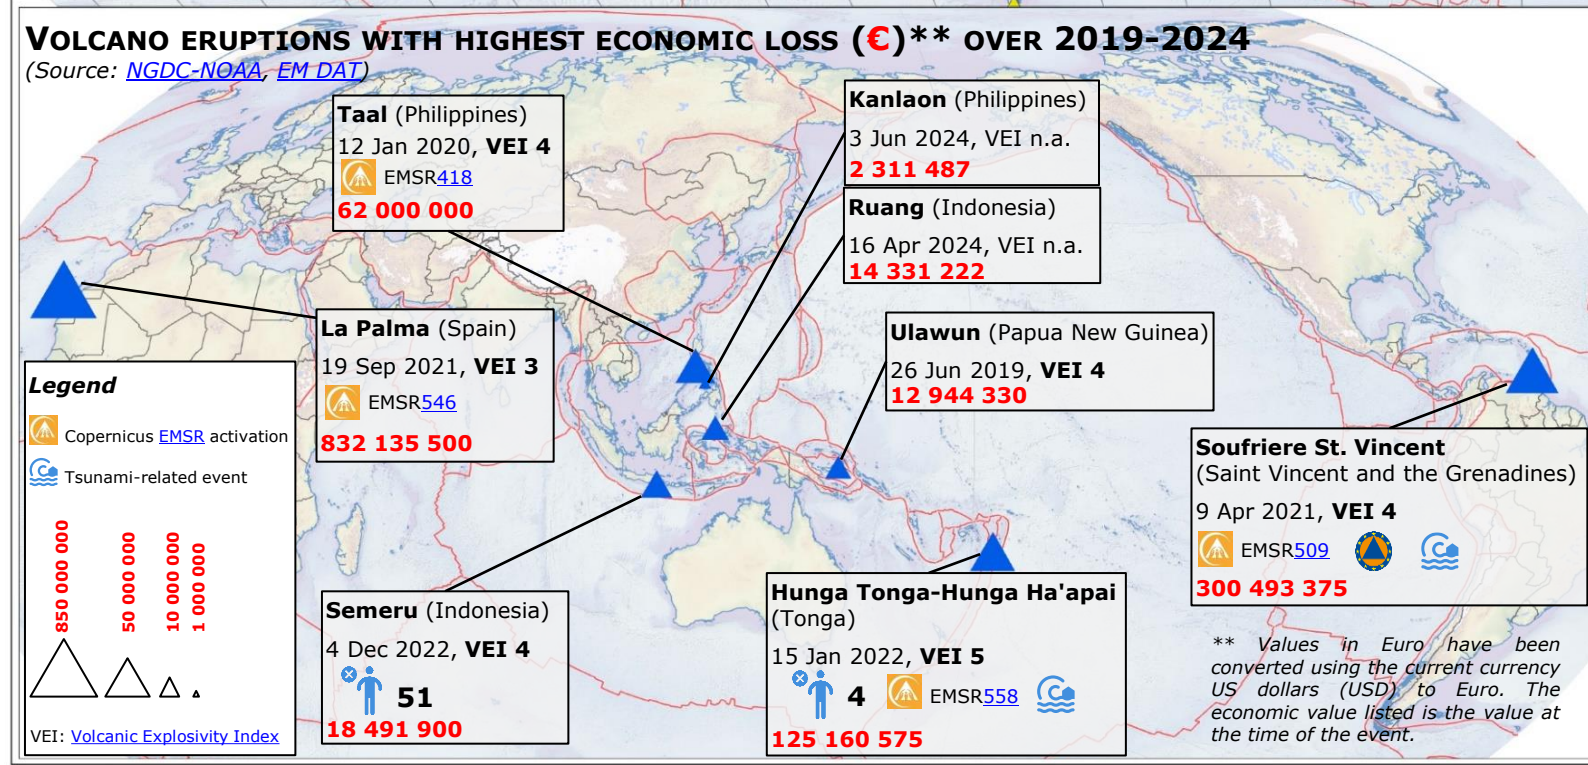 VOLCANO ERUPTIONS WITH HIGHEST ECONOMIC LOSS (€)** OVER 2019-2024
(Source: NGDC-NOAA, EM DAT)
Taal (Philippines)
12 Jan 2020, VEI 4
EMSR418
62 000 000
Kanlaon (Philippines)
3 Jun 2024, VEI n.a.
2 311 487
Ruang (Indonesia)
16 Apr 2024, VEI n.a.
14 331 222
La Palma (Spain)
19 Sep 2021, VEI 3
EMSR546
832 135 500
Ulawun (Papua New Guinea)
26 Jun 2019, VEI 4
12 944 330
Soufriere St. Vincent
(Saint Vincent and the Grenadines)
9 Apr 2021, VEI 4
EMSR509
300 493 375
Semeru (Indonesia)
4 Dec 2022, VEI 4
51
18 491 900
Hunga Tonga-Hunga Ha'apai
(Tonga)
15 Jan 2022, VEI 5
4 EMSR558
125 160 575
Legend
Copernicus EMSR activation
Tsunami-related event
850 000 000
50 000 000
10 000 000
1 000 000
VEI: Volcanic Explosivity Index
** Values in Euro have been
converted using the current currency
US dollars (USD) to Euro. The
economic value listed is the value at
the time of the event.